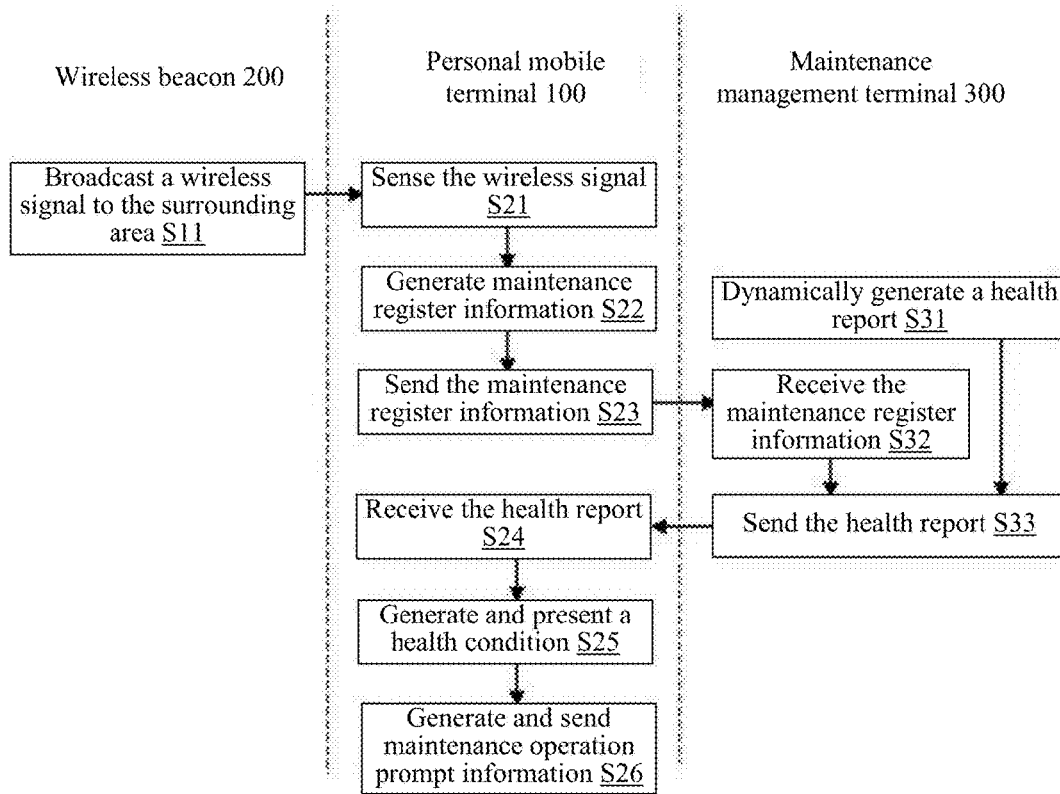 Wireless beacon 200
Personal mobile
terminal 100
Maintenance
management terminal 300
Broadcast a wireless
signal to the surrounding
area S11
Sense the wireless signal
S21
Generate maintenance
register information S22
Dynamically generate a health
report S31
Send the maintenance
register information S23
Receive the
maintenance register
information S32
Receive the health report
S24
Send the health report S33
Generate and present a
health condition S25
Generate and send
maintenance operation
prompt information S26